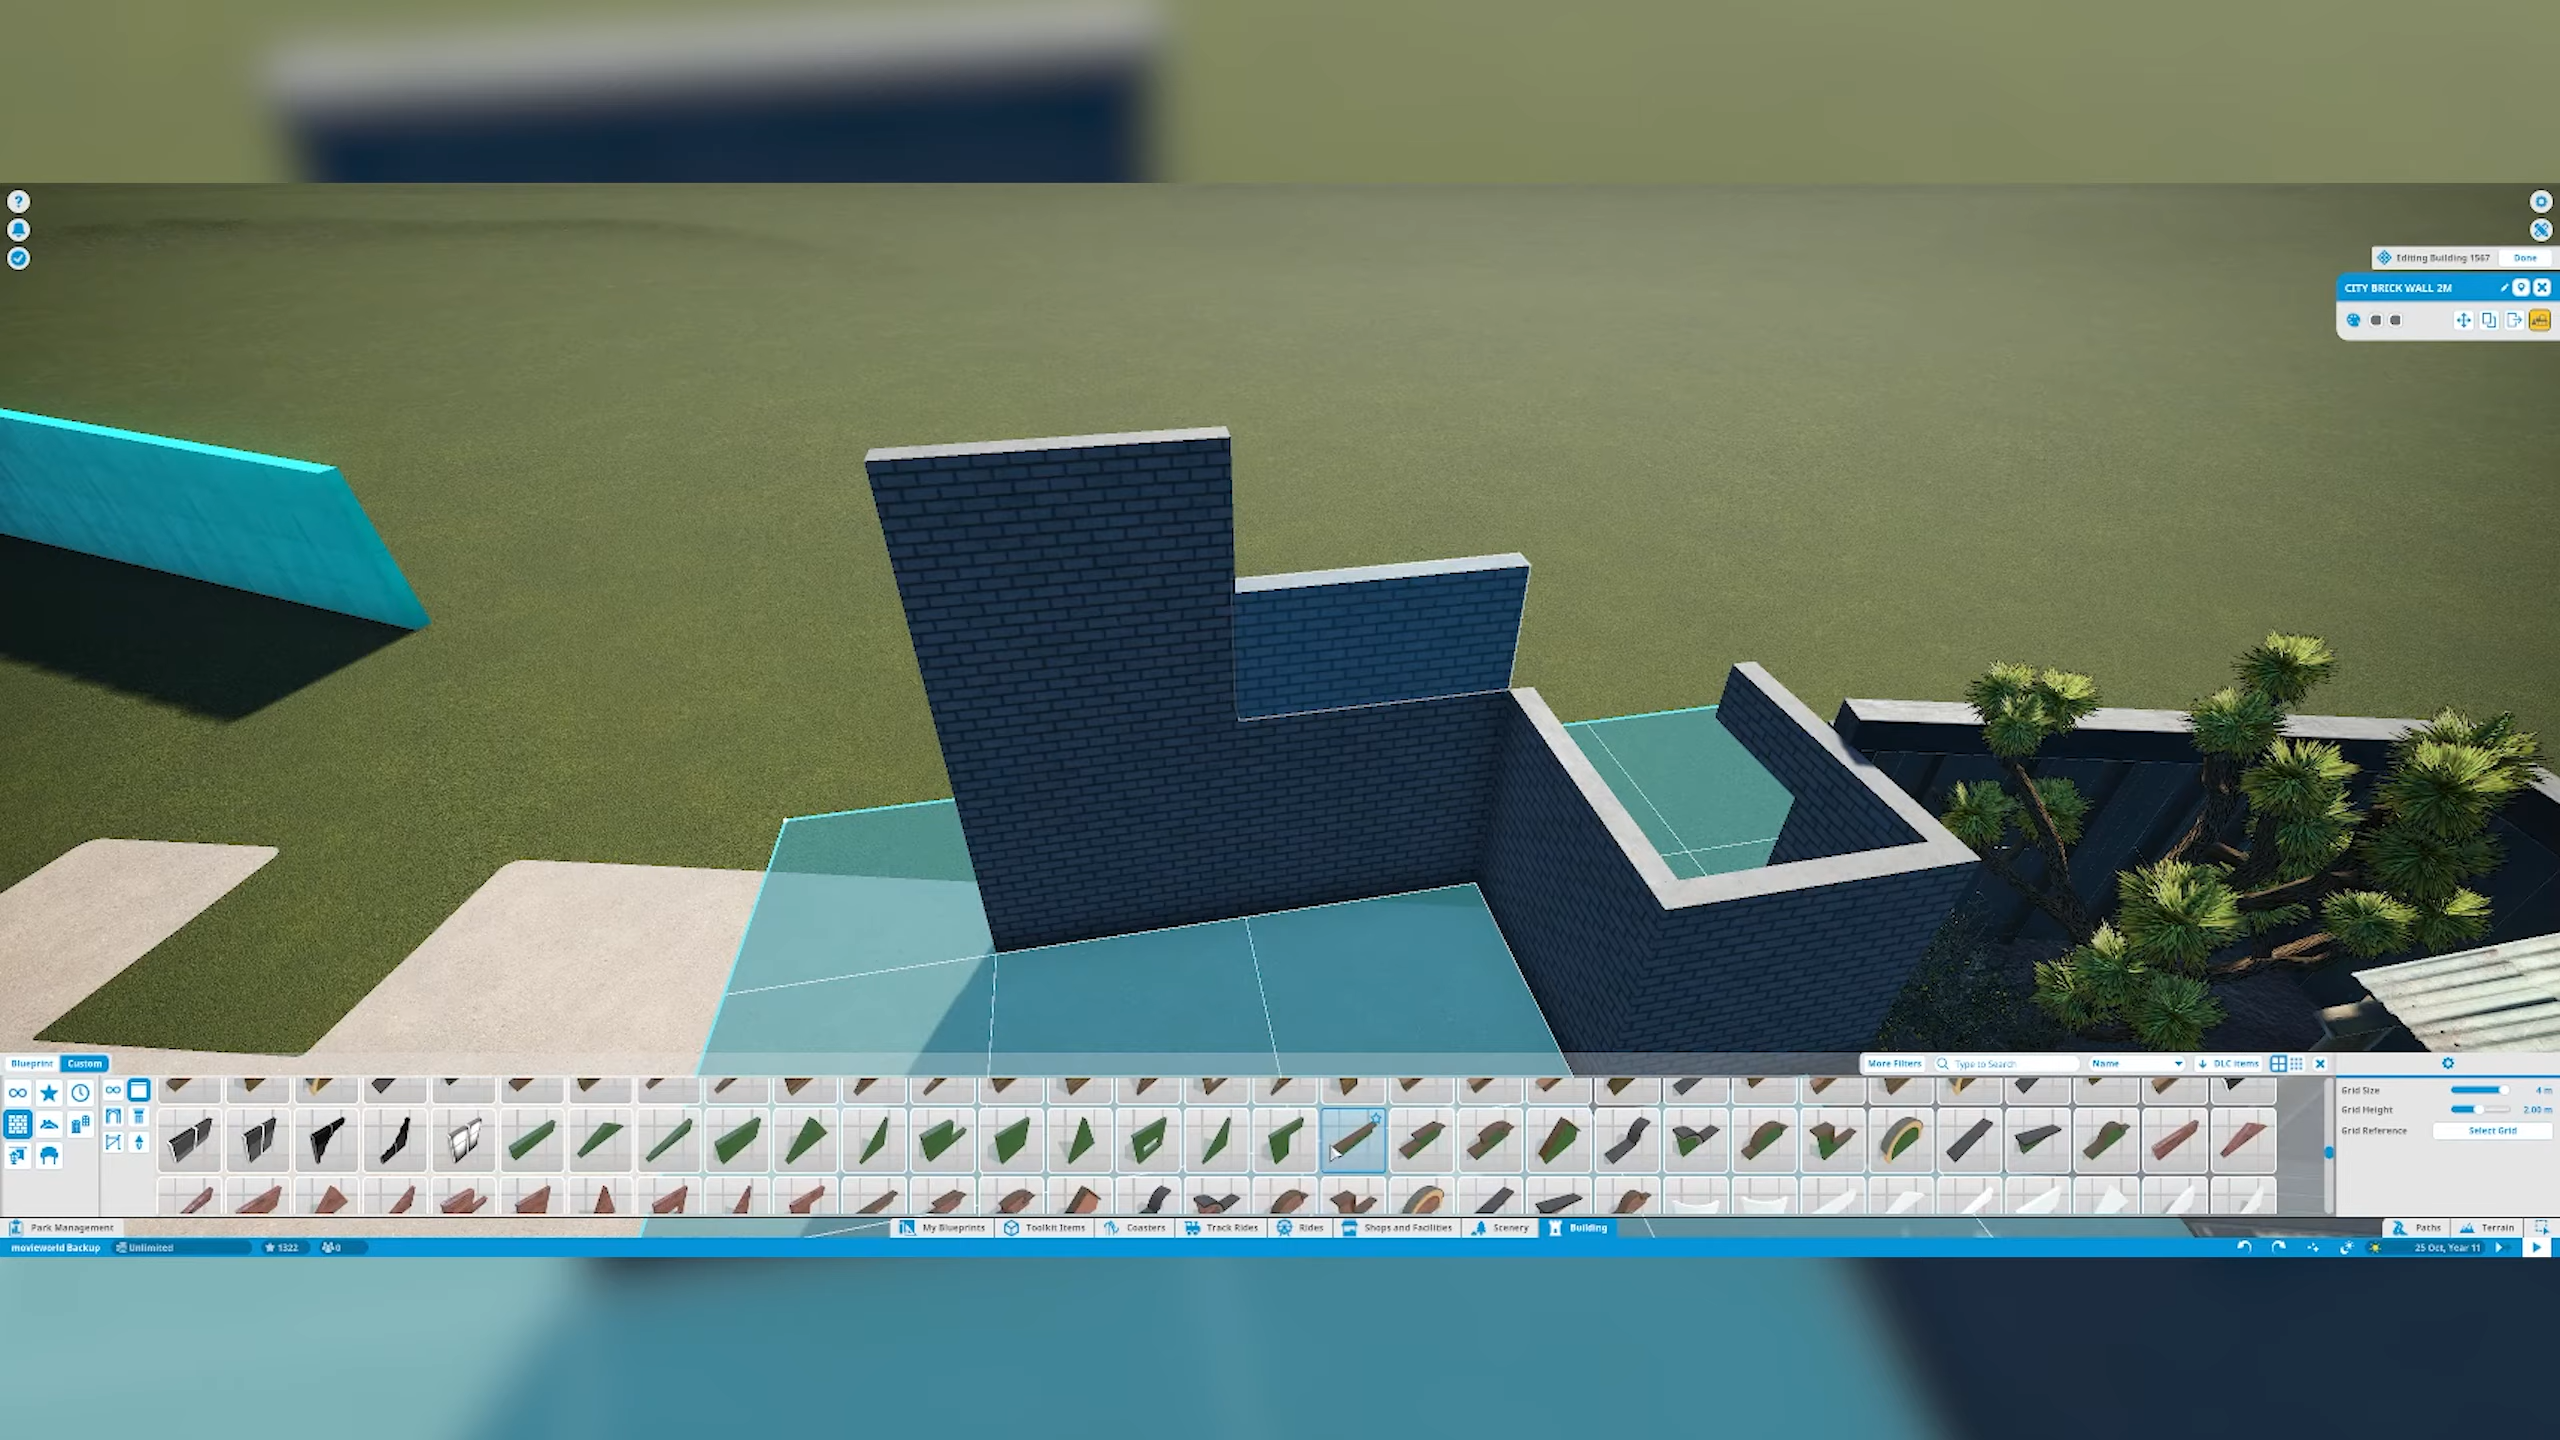 Editing Building 1567 Done
CITY BRICK WALL 2M
Blueprint Custom
More Filters Type to Search Name DLC Items
Grid Size 4 m
Grid Height 2.00 m
Grid Reference Select Grid
Park Management My Blueprints Toolkit Items Coasters Track Rides Rides Shops and Facilities Scenery Building Paths Terrain
movieworld Backup Unlimited 1322 0 25 Oct, Year 11